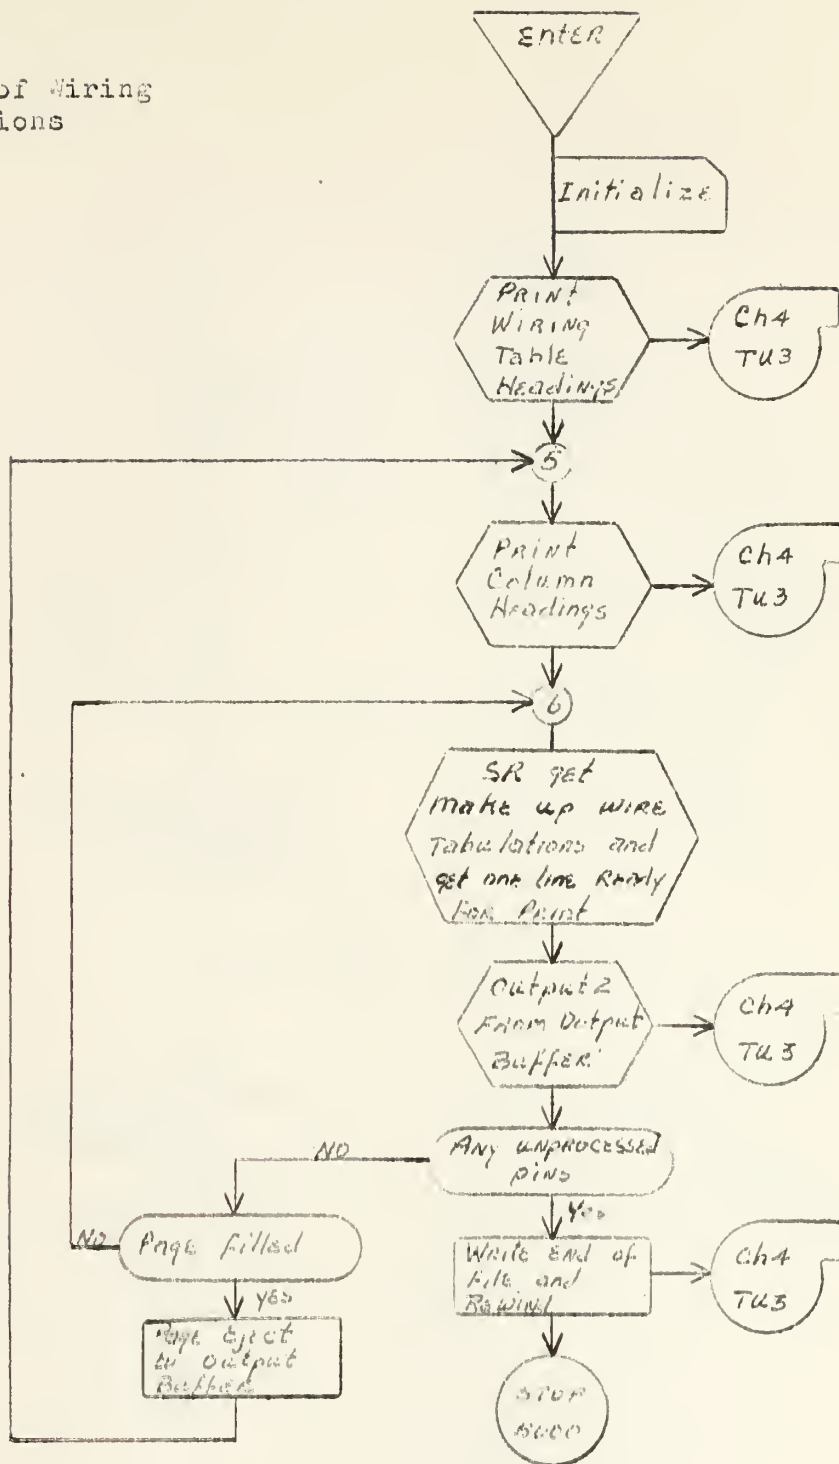 of Wiring
ions
Enter
Initialize
Print
Wiring
Table
Headings
Ch4
TU3
5
Print
Column
Headings
Ch4
TU3
6
SR get
Make up wire
Tabulations and
get one line Ready
For Print
Output 2
From Output
Buffer
Ch4
TU3
NO
Any unprocessed
pins
Yes
NO
Page filled
Write End of
File and
Rewind
Ch4
TU3
Yes
Page Eject
to Output
Buffer
STOP